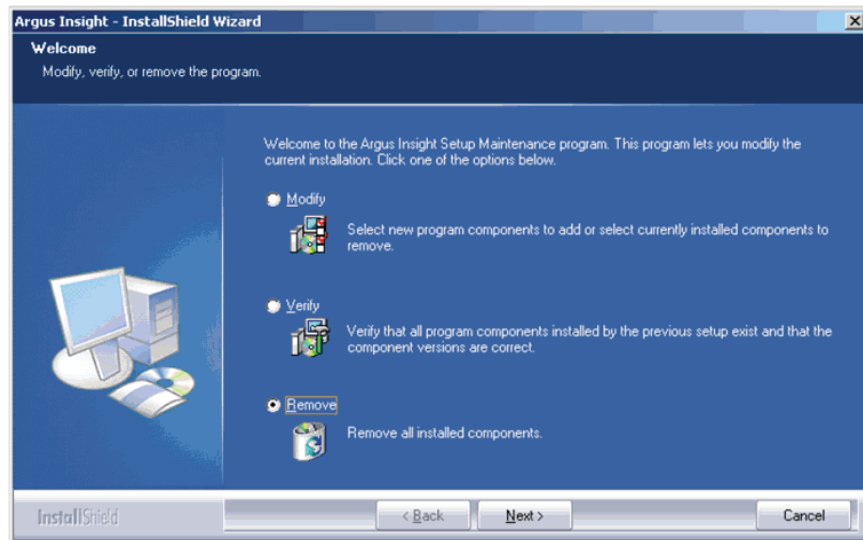 Argus Insight - InstallShield Wizard
Welcome
Modify, verify, or remove the program.
Welcome to the Argus Insight Setup Maintenance program. This program lets you modify the
current installation. Click one of the options below.
Modify
Select new program components to add or select currently installed components to
remove.
Verify
Verify that all program components installed by the previous setup exist and that the
component versions are correct.
Remove
Remove all installed components.
InstallShield
< Back
Next >
Cancel